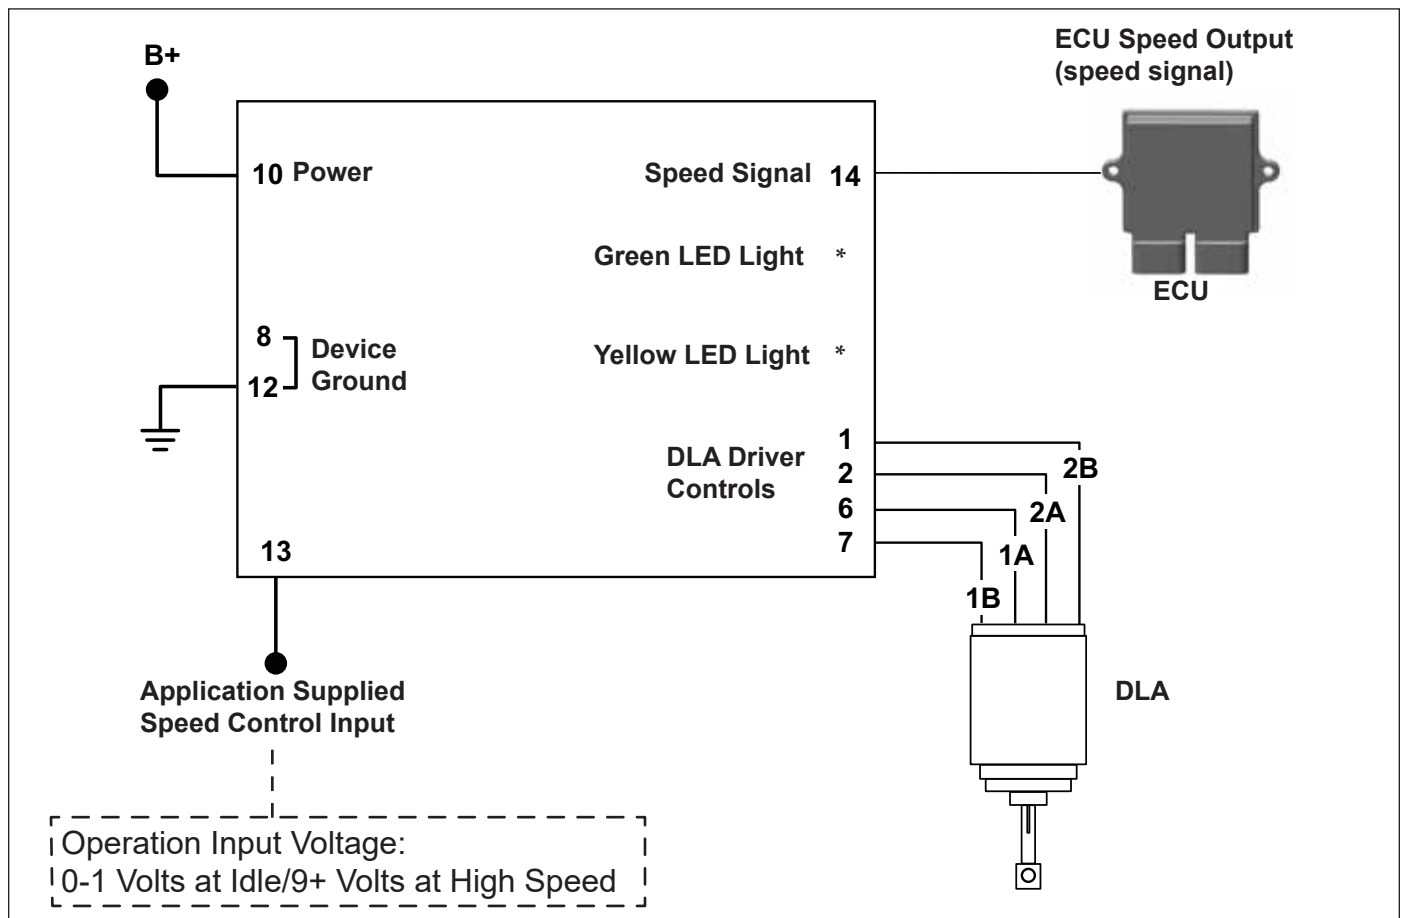 ECU Speed Output
(speed signal)
B+
10 Power
Speed Signal 14
Green LED Light *
ECU
8
Device
Ground
12
Yellow LED Light *
DLA Driver
Controls
1
2
6
7
2B
2A
1A
1B
13
Application Supplied
Speed Control Input
DLA
Operation Input Voltage:
0-1 Volts at Idle/9+ Volts at High Speed